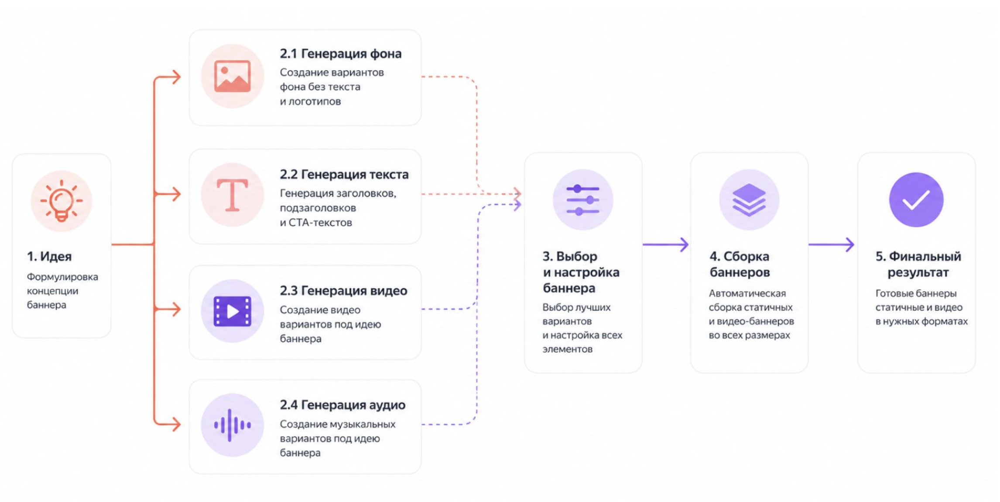 1. Идея
Формулировка
концепции
баннера
2.1 Генерация фона
Создание вариантов
фона без текста
и логотипов
2.2 Генерация текста
Генерация заголовков,
подзаголовков
и CTA-текстов
2.3 Генерация видео
Создание видео
вариантов под идею
баннера
2.4 Генерация аудио
Создание музыкальных
вариантов под идею
баннера
3. Выбор
и настройка
баннера
Выбор лучших
вариантов
и настройка всех
элементов
4. Сборка
баннеров
Автоматическая
сборка статичных
и видео-баннеров
во всех размерах
5. Финальный
результат
Готовые баннеры
статичные и видео
в нужных форматах